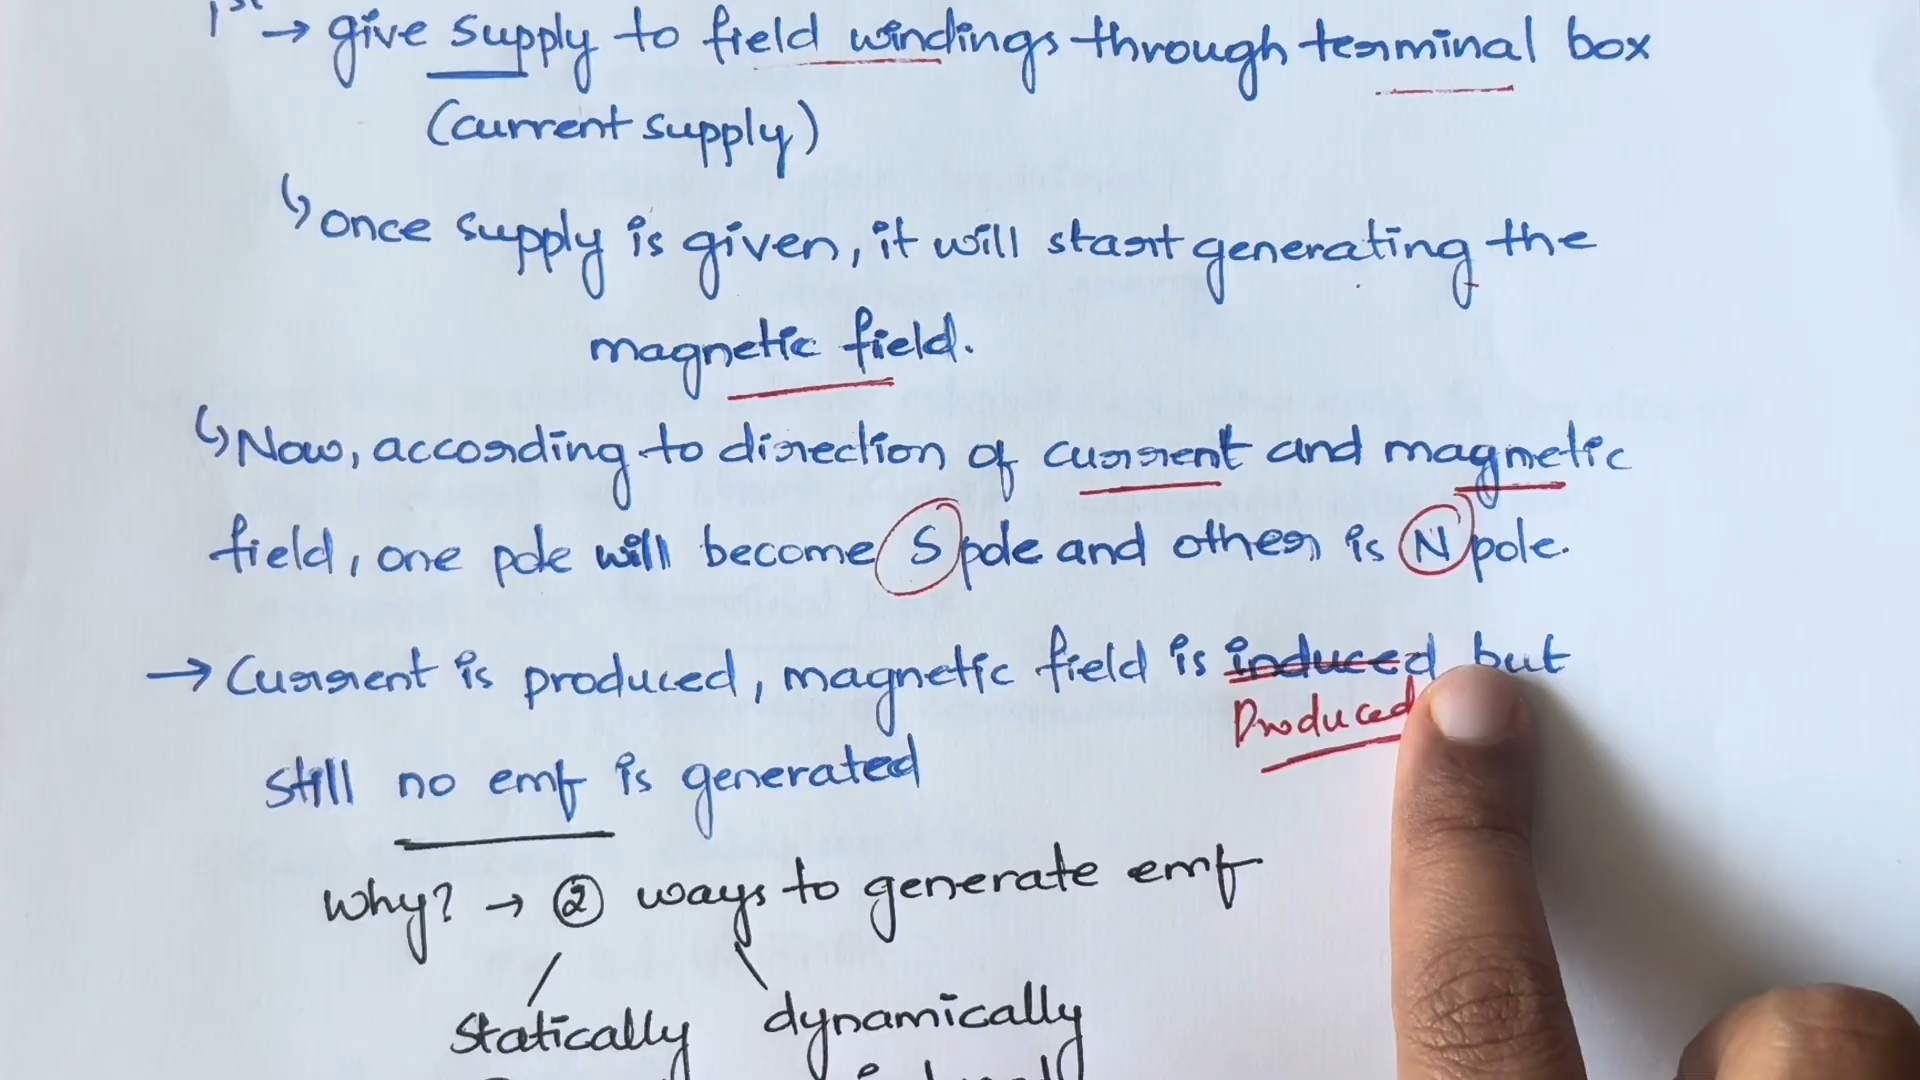 1st → give supply to field windings through terminal box
(current supply)
↳ once supply is given, it will start generating the
magnetic field.
↳ Now, according to direction of current and magnetic
field, one pole will become S pole and other is N pole.
→ Current is produced, magnetic field is induced but
Produced
still no emf is generated
Why? → ② ways to generate emf
statically dynamically